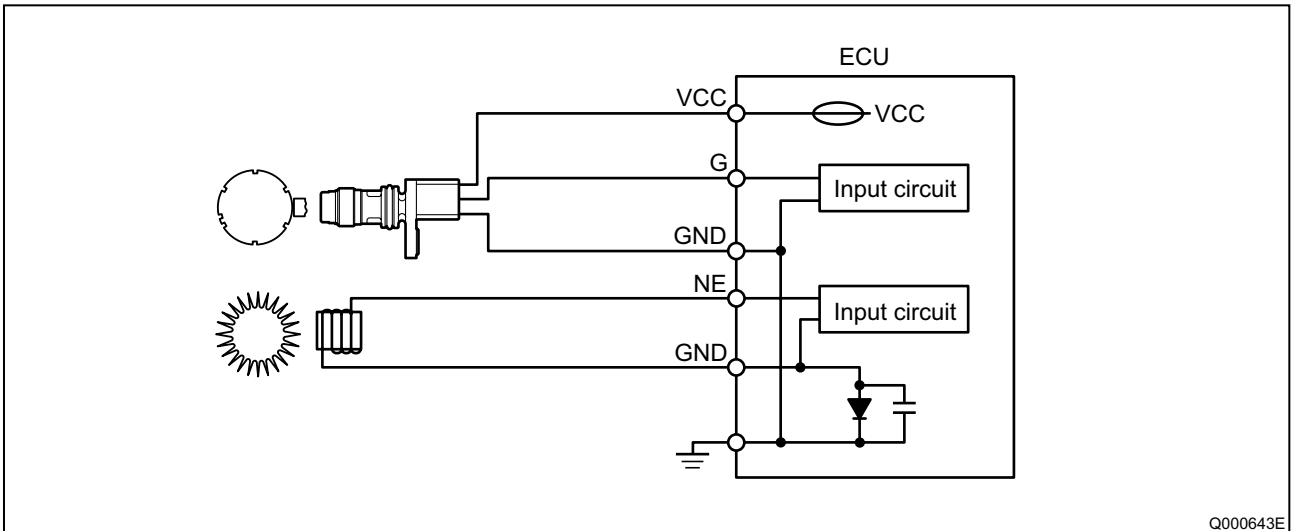 ECU
VCC
VCC
G
Input circuit
GND
NE
Input circuit
GND
Q000643E